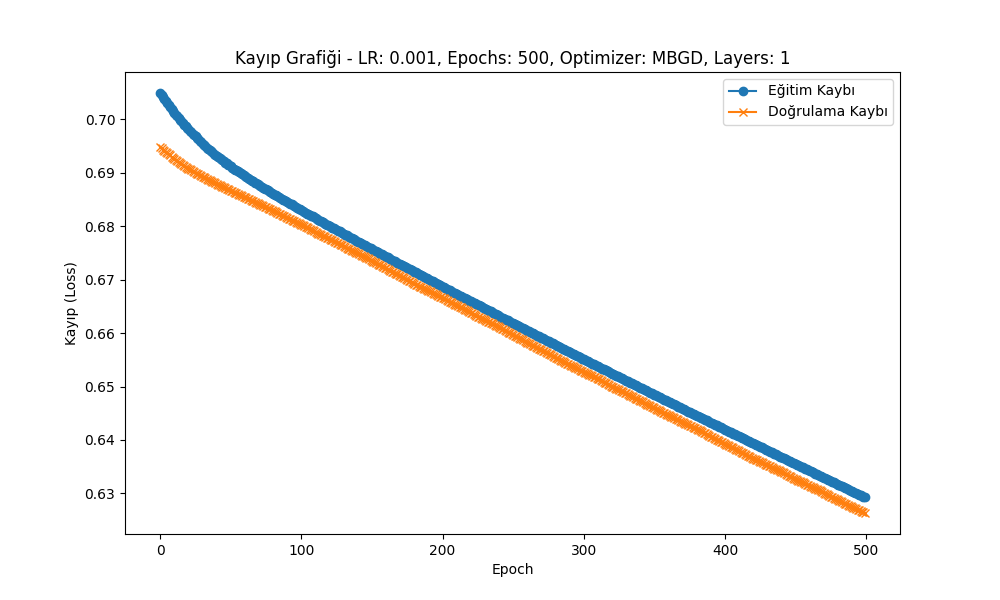 Kayıp Grafiği - LR: 0.001, Epochs: 500, Optimizer: MBGD, Layers: 1
Eğitim Kaybı
Doğrulama Kaybı
Kayıp (Loss)
0.70
0.69
0.68
0.67
0.66
0.65
0.64
0.63
0 100 200 300 400 500
Epoch